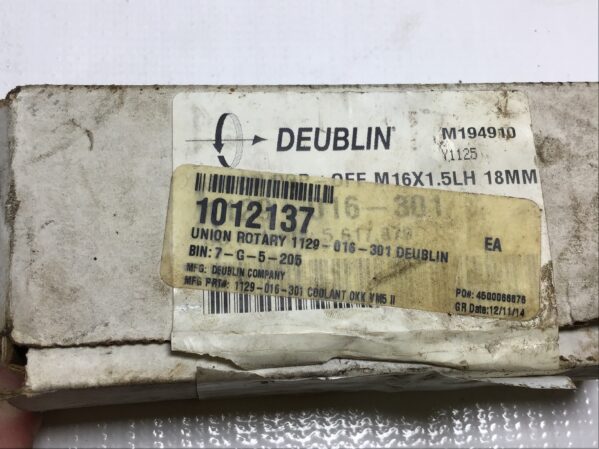 DEUBLIN
M194910
Y1125
OFF M16X1.5LH 18MM
16-301
1012137
UNION ROTARY 1129-016-301 DEUBLIN
EA
BIN: 7-G-5-205
MFG: DEUBLIN COMPANY
MFG PRT#: 1129-016-301 COOLANT OKK VM5 II
PO#: 4500066876
GR Date:12/11/14